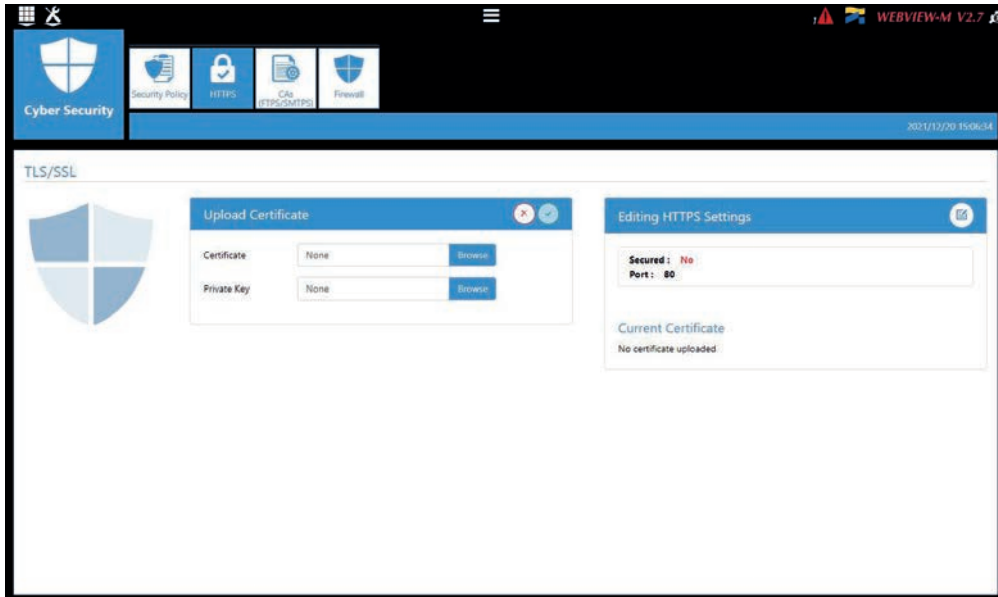 WEBVIEW-M V2.7
Cyber Security
Security Policy
HTTPS
CAs
(FTPS/SMTPS)
Firewall
2021/12/20 15:06:34
TLS/SSL
Upload Certificate
Certificate
None
Browse
Private Key
None
Browse
Editing HTTPS Settings
Secured : No
Port : 80
Current Certificate
No certificate uploaded